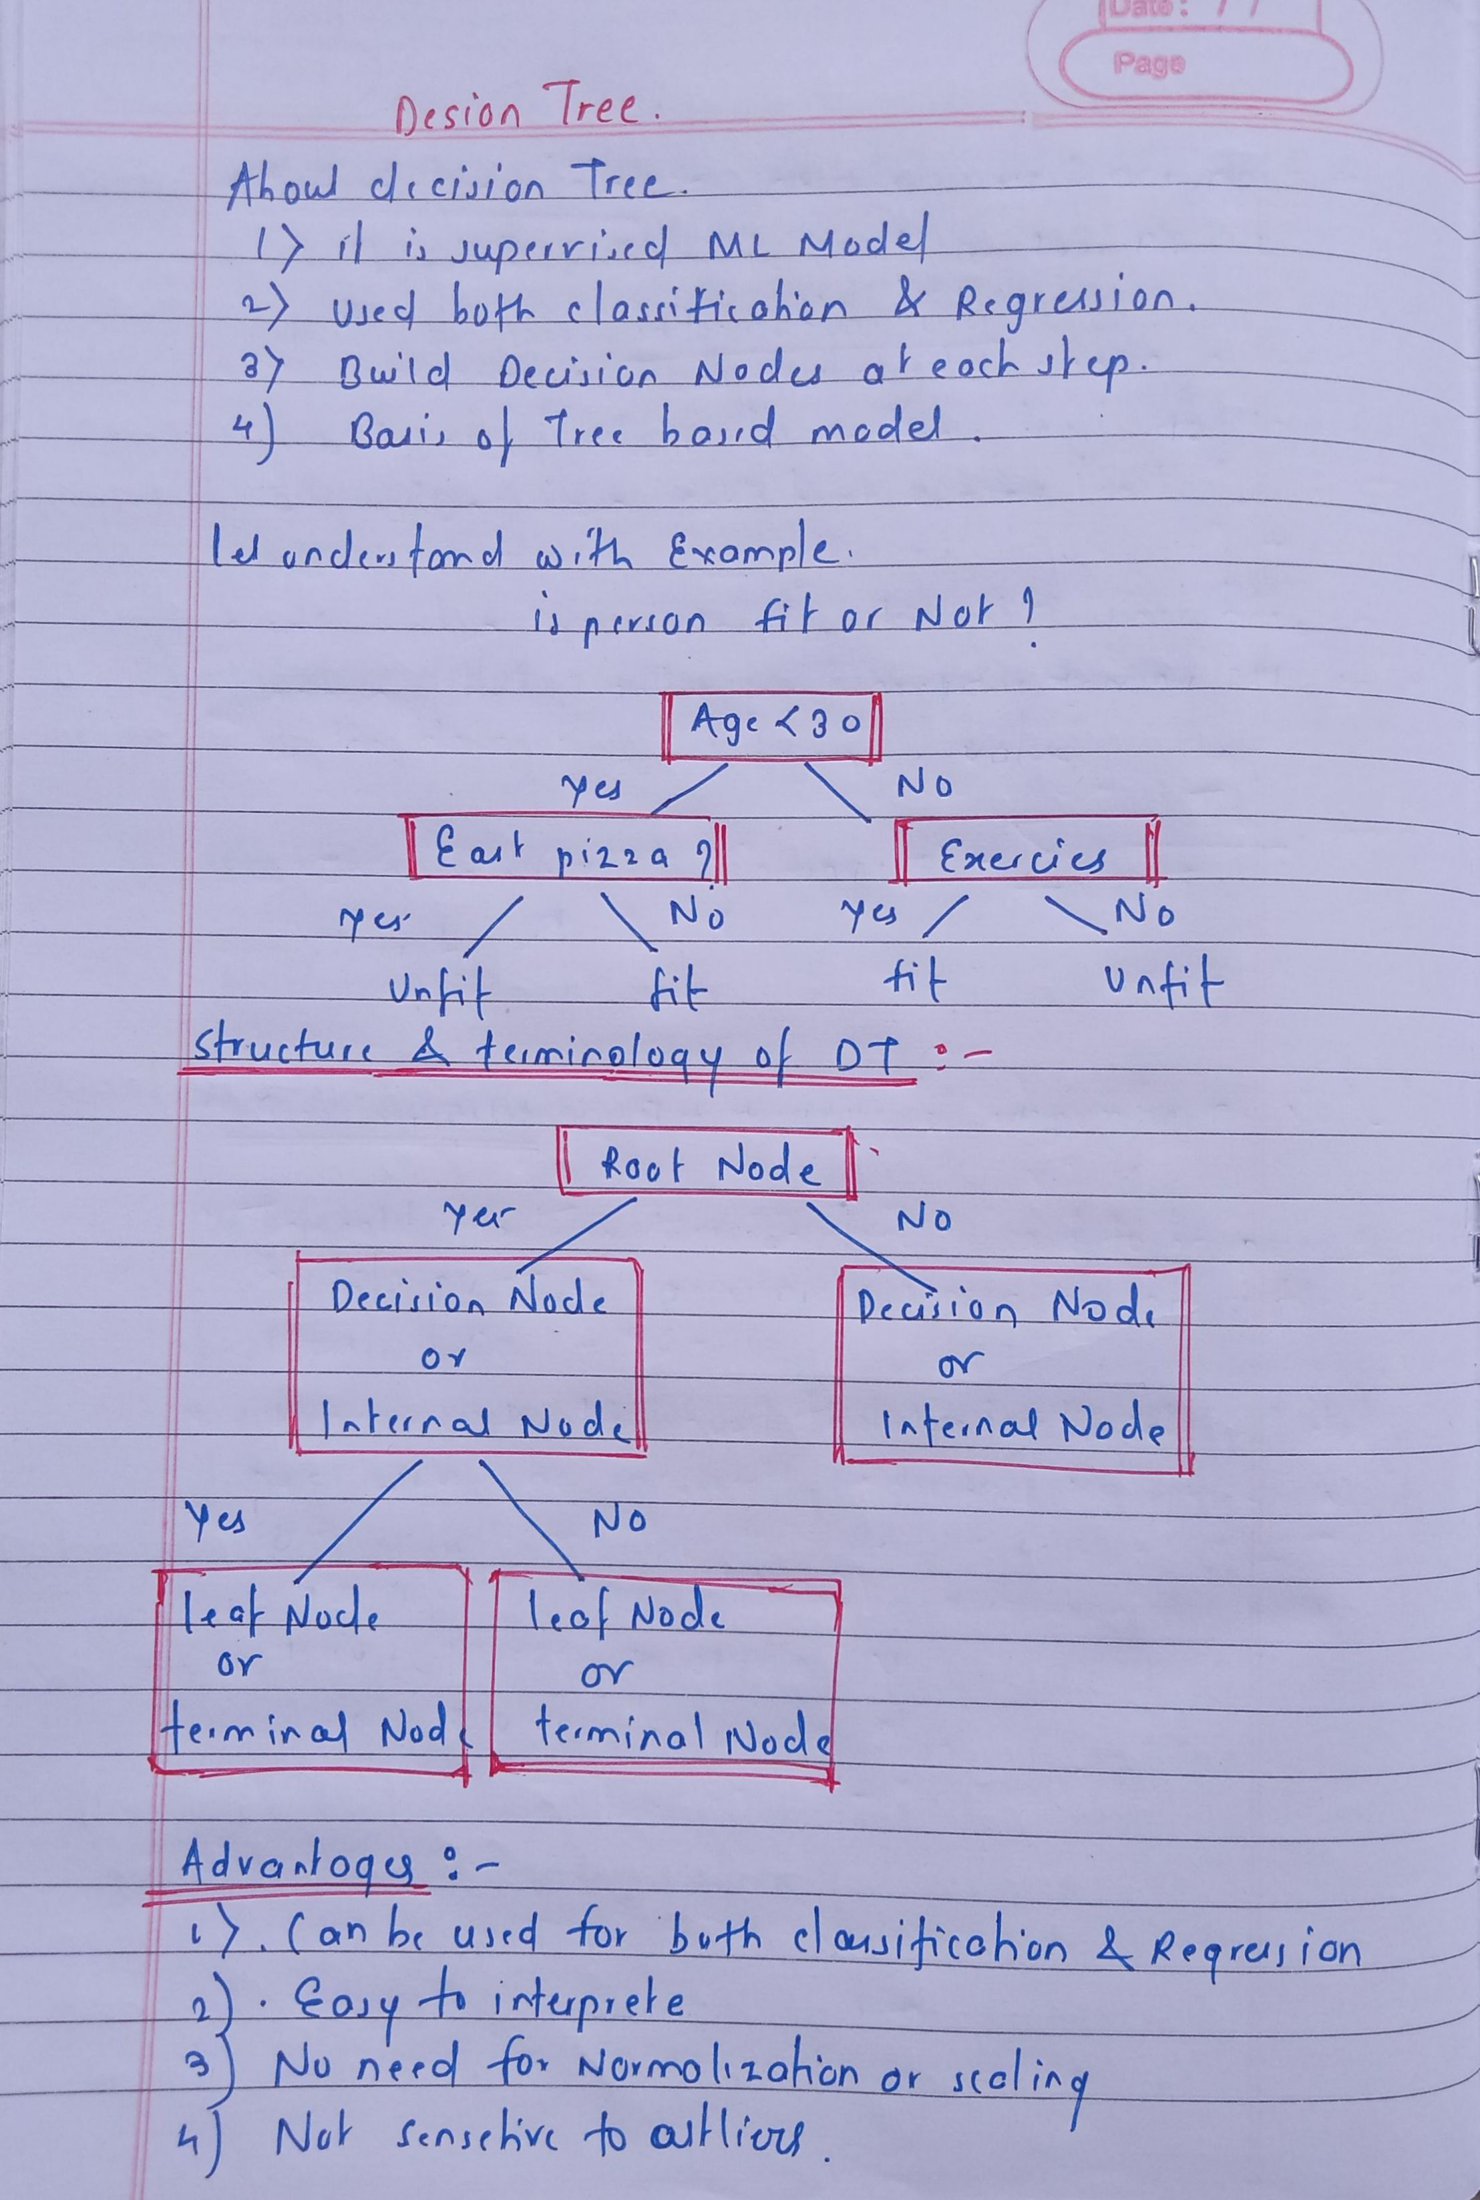 Date: / /
Page
Desion Tree.
About decision Tree.
1) it is supervised ML Model
2) Used both classification & Regression.
3) Build Decision Nodes at each step.
4) Basis of Tree based model.
let understand with Example.
is person fit or Not ?
Age < 30
Yes No
Eart pizza ? Exercies
Yes No Yes No
Unfit fit fit Unfit
structure & terminology of DT :-
Root Node
Yes No
Decision Node Decision Node
or or
Internal Node Internal Node
Yes No
leaf Node leaf Node
or or
terminal Node terminal Node
Advantages :-
1). Can be used for both classification & Regression
2). Easy to interprete
3) No need for Normalization or scaling
4) Not sensetive to outliers.